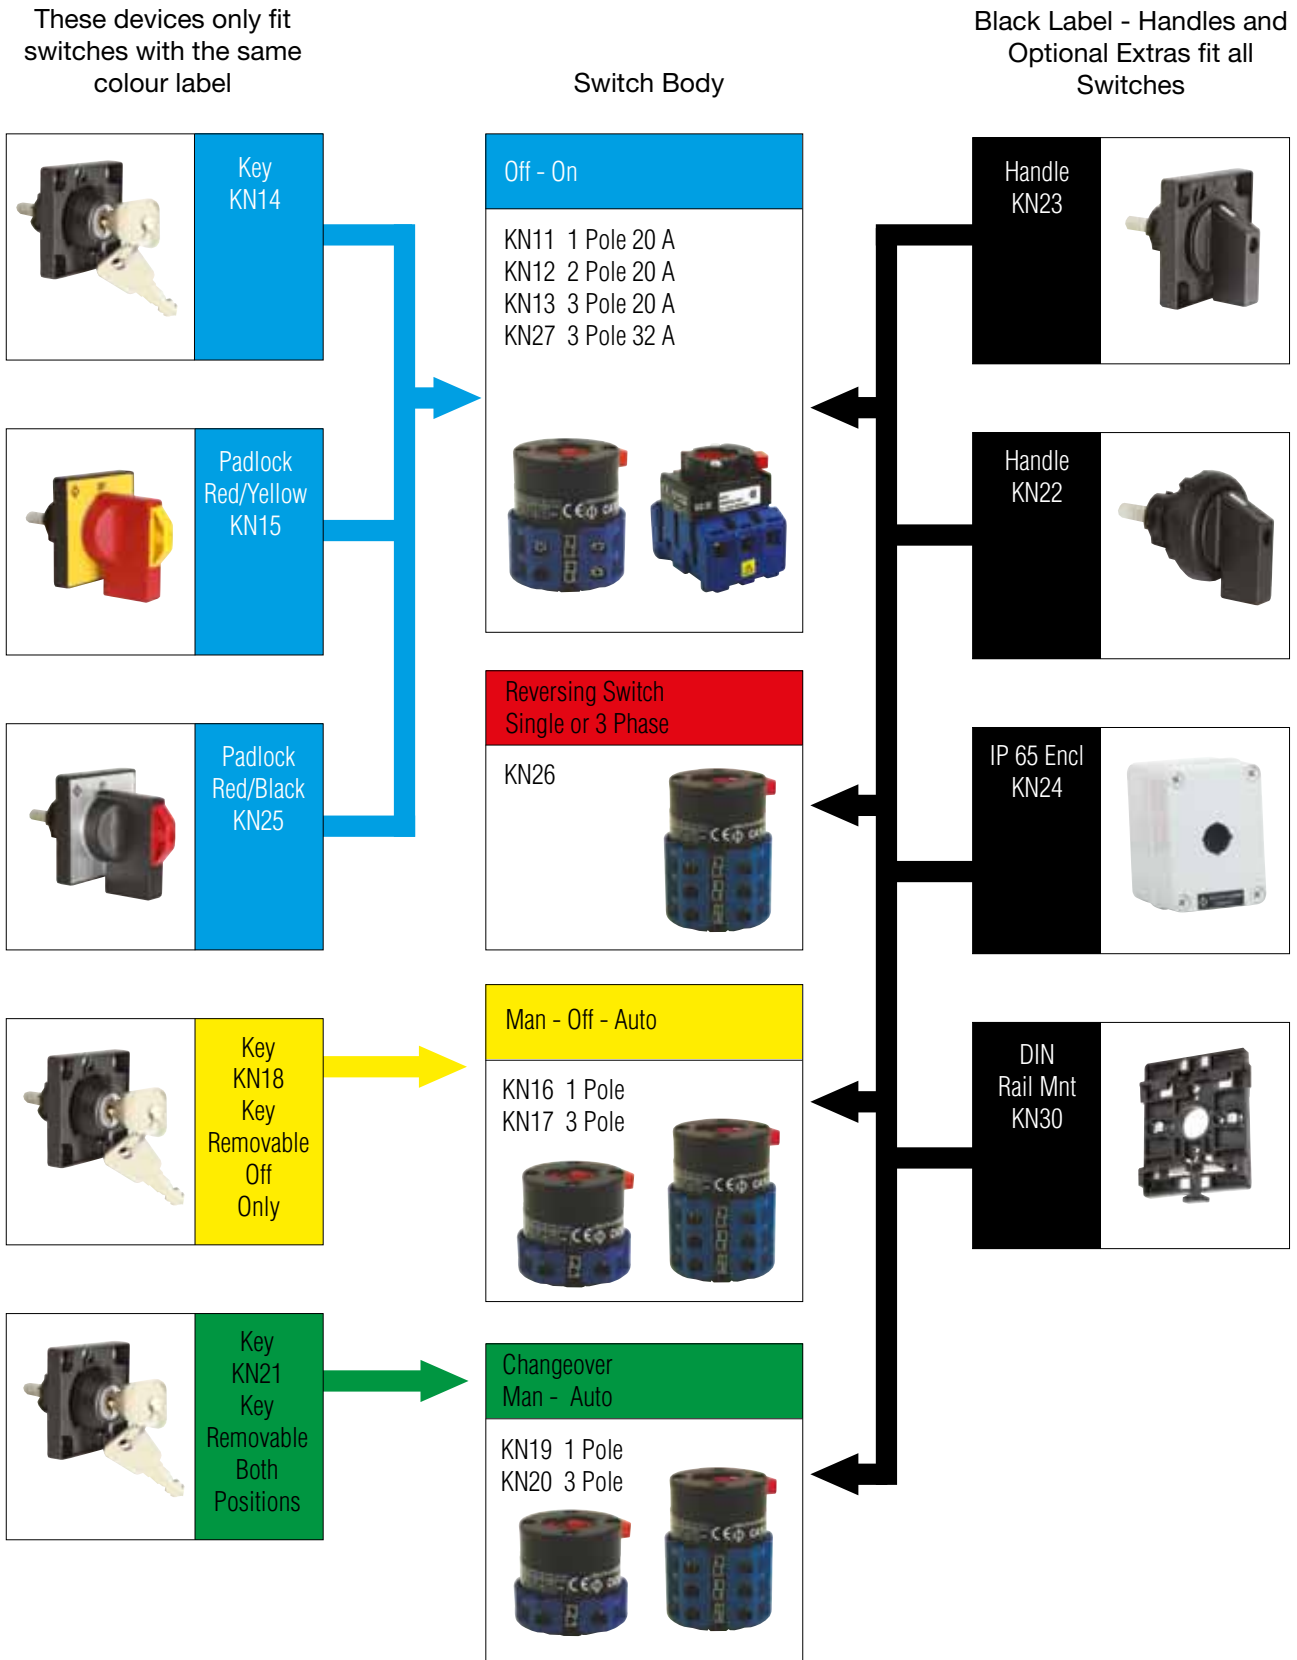 These devices only fit
switches with the same
colour label
Switch Body
Black Label - Handles and
Optional Extras fit all
Switches
Key
KN14
Padlock
Red/Yellow
KN15
Padlock
Red/Black
KN25
Key
KN18
Key
Removable
Off
Only
Key
KN21
Key
Removable
Both
Positions
Off - On
KN11 1 Pole 20 A
KN12 2 Pole 20 A
KN13 3 Pole 20 A
KN27 3 Pole 32 A
Reversing Switch
Single or 3 Phase
KN26
Man - Off - Auto
KN16 1 Pole
KN17 3 Pole
Changeover
Man - Auto
KN19 1 Pole
KN20 3 Pole
Handle
KN23
Handle
KN22
IP 65 Encl
KN24
DIN
Rail Mnt
KN30